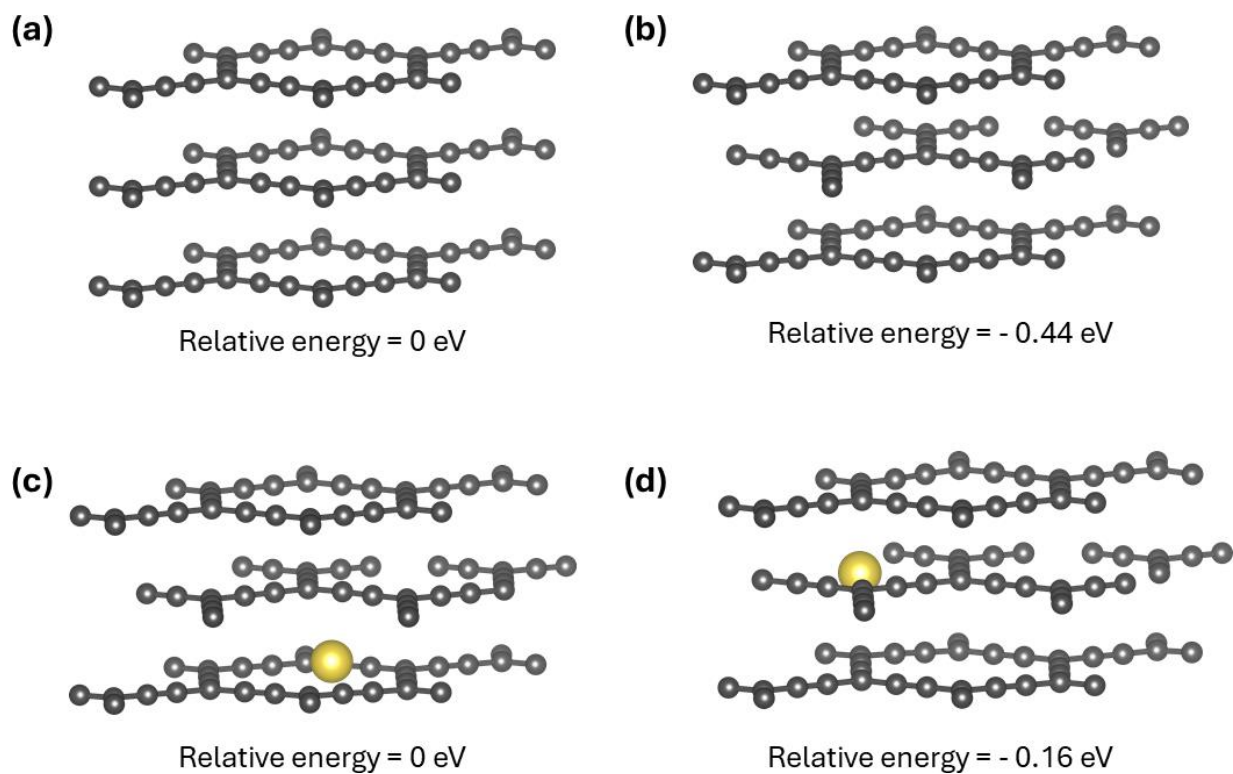 (a)
(b)
Relative energy = 0 eV
Relative energy = - 0.44 eV
(c)
(d)
Relative energy = 0 eV
Relative energy = - 0.16 eV